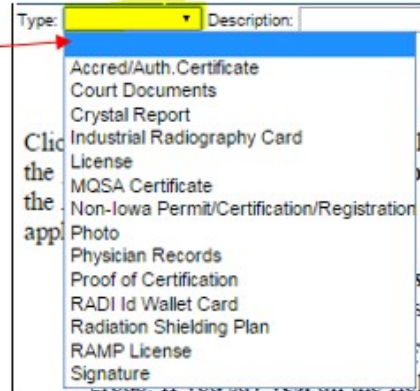 Type: Description:
Accred/Auth.Certificate
Court Documents
Crystal Report
Industrial Radiography Card
License
MQSA Certificate
Non-Iowa Permit/Certification/Registration
Photo
Physician Records
Proof of Certification
RADI Id Wallet Card
Radiation Shielding Plan
RAMP License
Signature
the
the